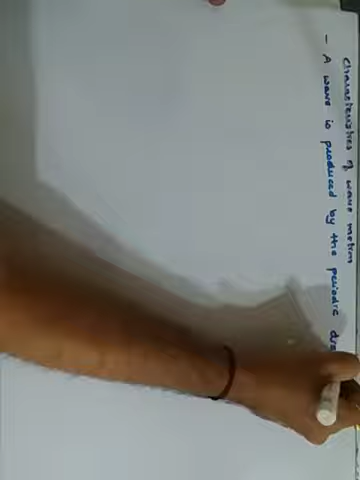 Characteristics of wave motion
- A wave is produced by the periodic